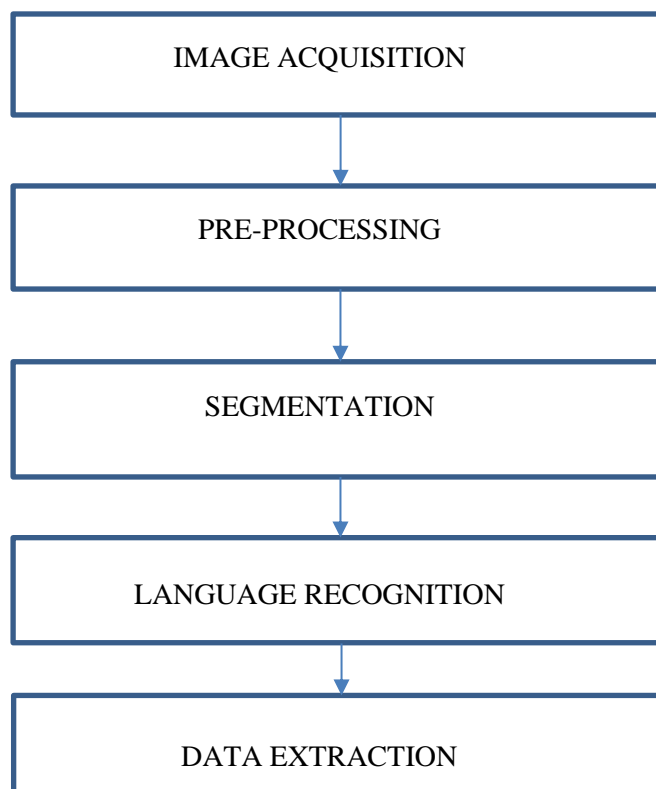 IMAGE ACQUISITION
PRE-PROCESSING
SEGMENTATION
LANGUAGE RECOGNITION
DATA EXTRACTION